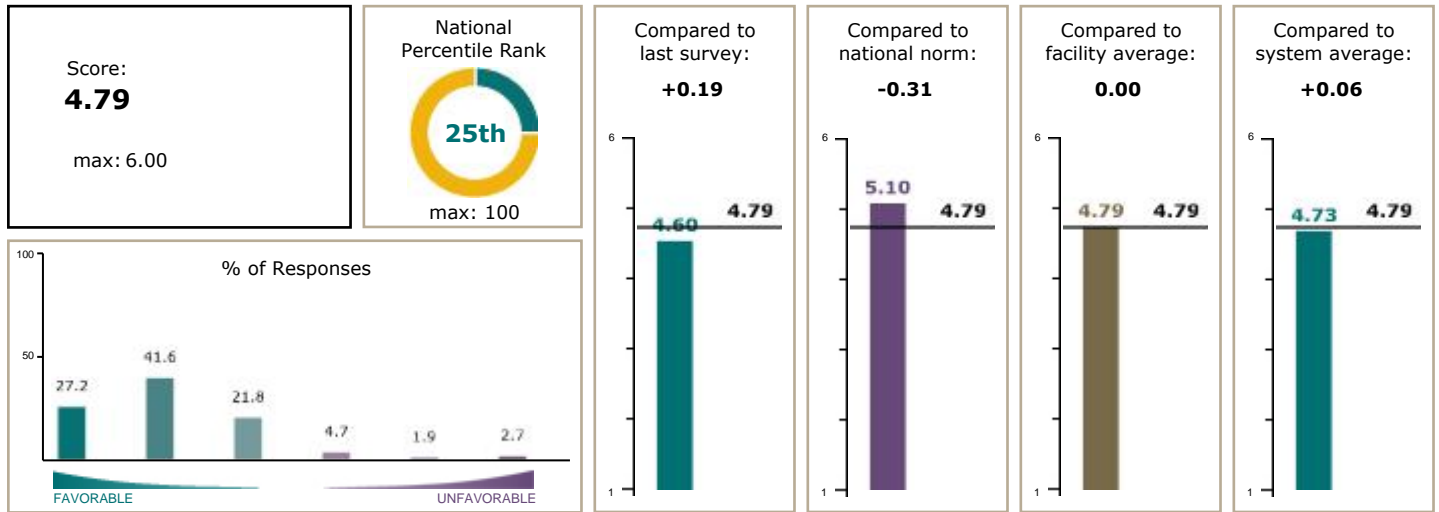 Score:
4.79
max: 6.00
National
Percentile Rank
25th
max: 100
% of Responses
100
50
27.2
41.6
21.8
4.7
1.9
2.7
FAVORABLE
UNFAVORABLE
Compared to
last survey:
+0.19
6
4.60
4.79
1
Compared to
national norm:
-0.31
6
5.10
4.79
1
Compared to
facility average:
0.00
6
4.79
4.79
1
Compared to
system average:
+0.06
6
4.73
4.79
1